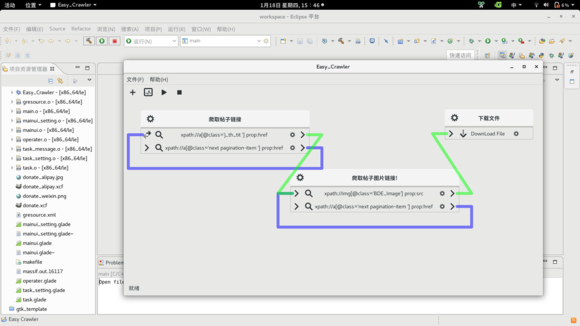 活动 位置 Easy_Crawler 1月18日 星期四, 15：46 中 6%
workspace - Eclipse 平台
文件(F) 编辑(E) Source Refactor 浏览(N) 搜索(A) 项目(P) 运行(R) 窗口(W) 帮助(H)
运行(N) main
快速访问
项目资源管理器
Easy_Crawler - [x86_64/le]
gresource.o - [x86_64/le]
main.o - [x86_64/le]
mainui_setting.o - [x86_64/le]
mainui.o - [x86_64/le]
operater.o - [x86_64/le]
task_message.o - [x86_64/le]
task_setting.o - [x86_64/le]
task.o - [x86_64/le]
donate_alipay.jpg
donate_alipay.xcf
donate_weixin.png
donate.xcf
gresource.xml
mainui_setting.glade
mainui_setting.glade~
mainui.glade
mainui.glade~
makefile
massif.out.16117
operater.glade
task_setting.glade
task.glade
gtk_template
Easy Crawler
Problem
main [C/C+
Open file
Easy_Crawler
文件(F) 帮助(H)
爬取帖子链接
xpath://a[@class='j_th_tit '] prop:href
xpath://a[@class='next pagination-item '] prop:href
下载文件
DownLoad File
爬取帖子图片链接!
xpath://img[@class='BDE_Image'] prop:src
xpath://a[@class='next pagination-item '] prop:href
就绪